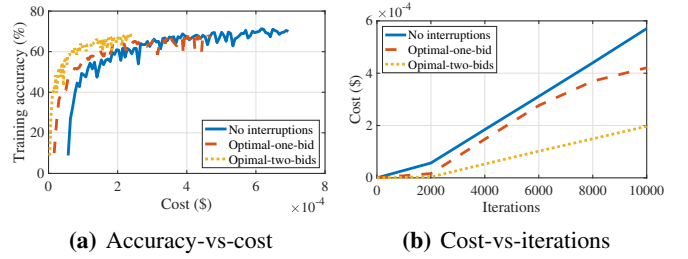 Training accuracy (%)
80
60
40
20
0
No interruptions
Optimal-one-bid
Opimal-two-bids
0 2 4 6 8
Cost ($) ×10⁻⁴
(a) Accuracy-vs-cost
×10⁻⁴
Cost ($)
6
4
2
0
No interruptions
Optimal-one-bid
Opimal-two-bids
0 2000 4000 6000 8000 10000
Iterations
(b) Cost-vs-iterations